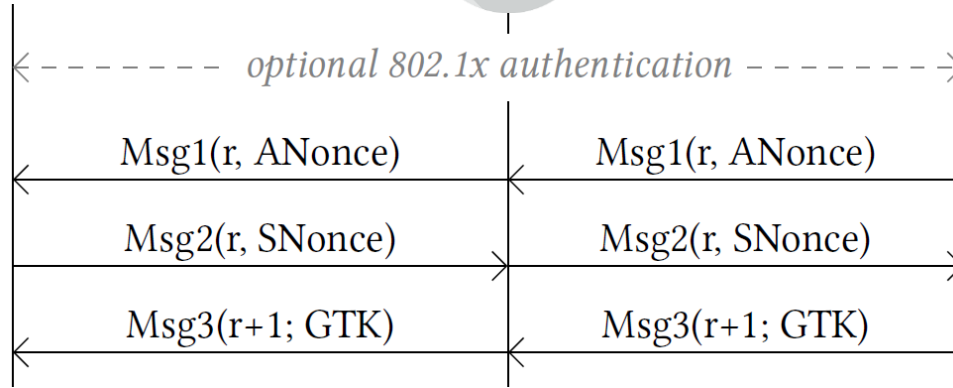 optional 802.1x authentication
Msg1(r, ANonce) Msg1(r, ANonce)
Msg2(r, SNonce) Msg2(r, SNonce)
Msg3(r+1; GTK) Msg3(r+1; GTK)